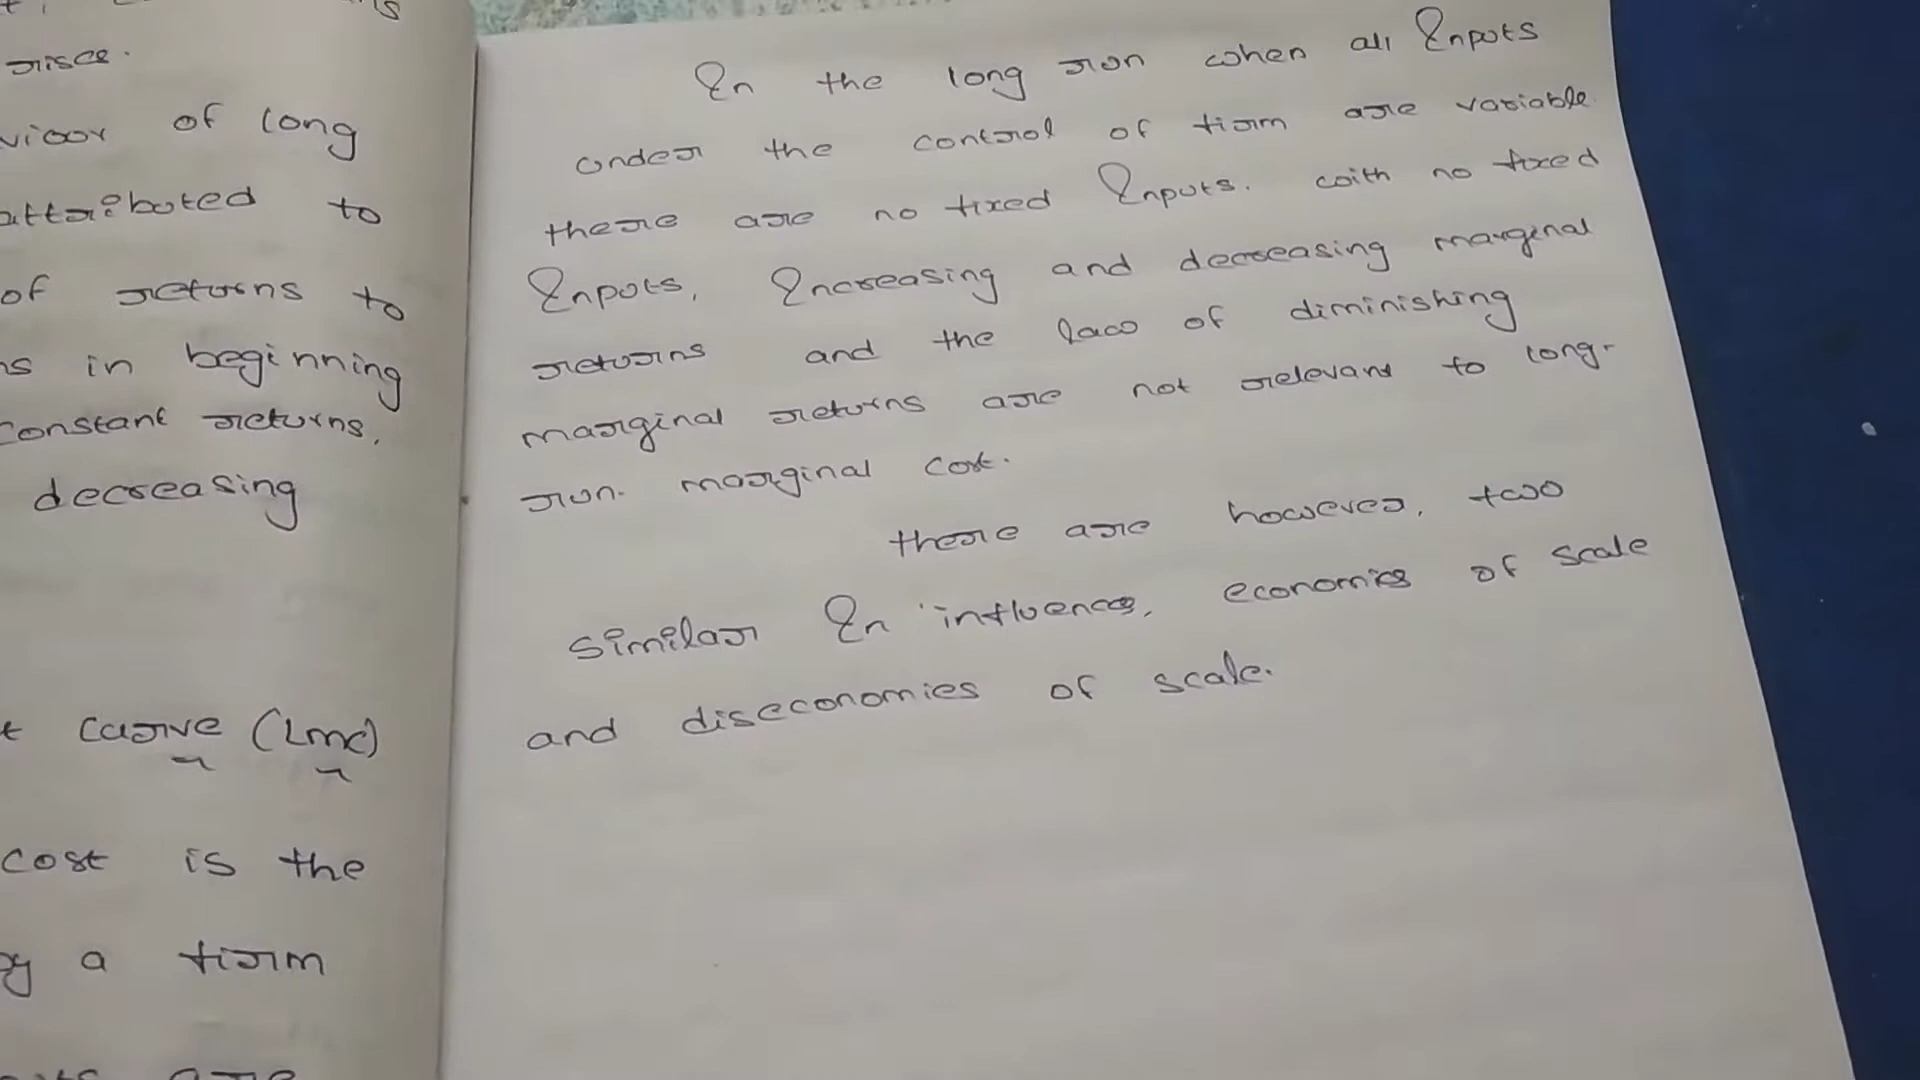 rises.
of long
attributed to
of returns to
in beginning
constant returns,
decreasing
curve (LMC)
cost is the
a firm
are
In the long run when all Inputs
under the control of firm are variable
there are no fixed Inputs. with no fixed
Inputs, Increasing and decreasing marginal
returns and the law of diminishing
marginal returns are not relevant to long-
run. marginal cost.
there are however, two
similar In influences, economies of scale
and diseconomies of scale.